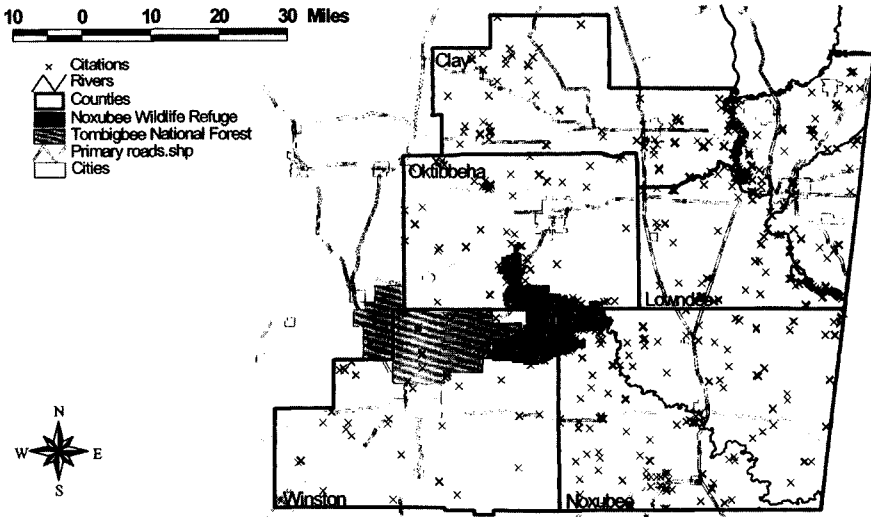 10 0 10 20 30 Miles
Citations
Rivers
Counties
Noxubee Wildlife Refuge
Tombigbee National Forest
Primary roads.shp
Cities
Clay
Oktibbeha
Lowndes
Winston
Noxubee
N
W E
S